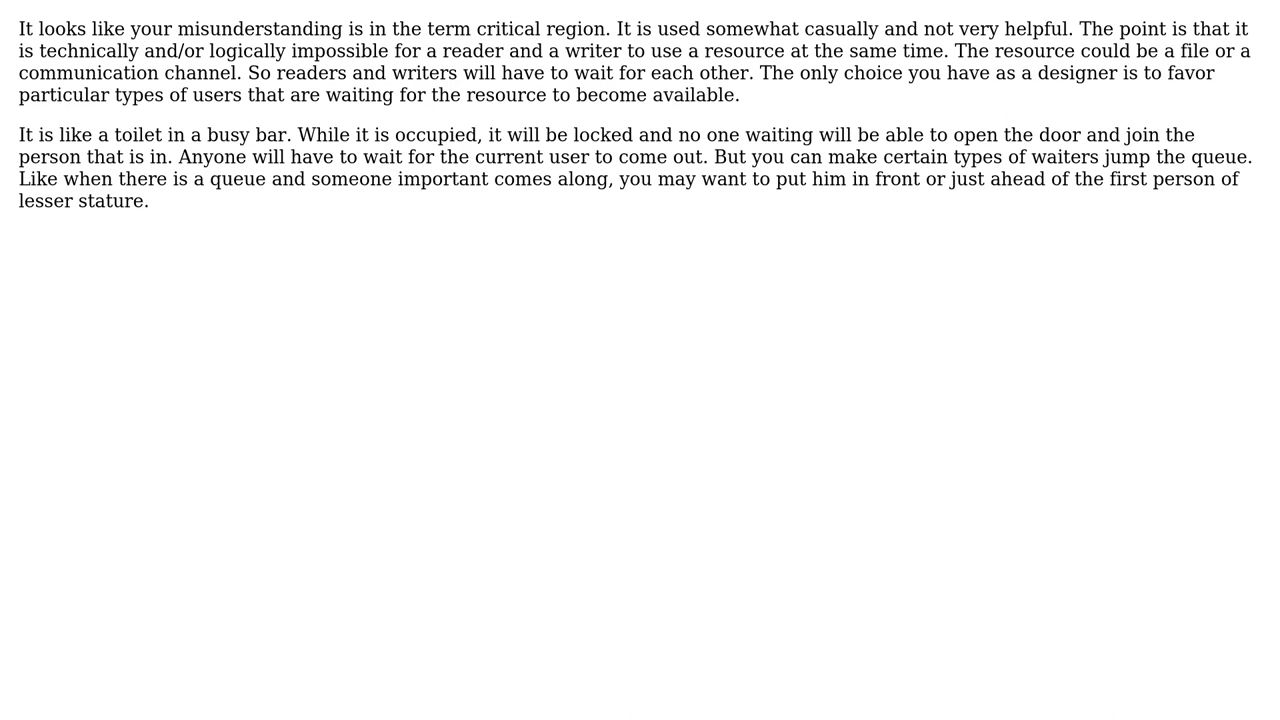 It looks like your misunderstanding is in the term critical region. It is used somewhat casually and not very helpful. The point is that it
is technically and/or logically impossible for a reader and a writer to use a resource at the same time. The resource could be a file or a
communication channel. So readers and writers will have to wait for each other. The only choice you have as a designer is to favor
particular types of users that are waiting for the resource to become available.
It is like a toilet in a busy bar. While it is occupied, it will be locked and no one waiting will be able to open the door and join the
person that is in. Anyone will have to wait for the current user to come out. But you can make certain types of waiters jump the queue.
Like when there is a queue and someone important comes along, you may want to put him in front or just ahead of the first person of
lesser stature.